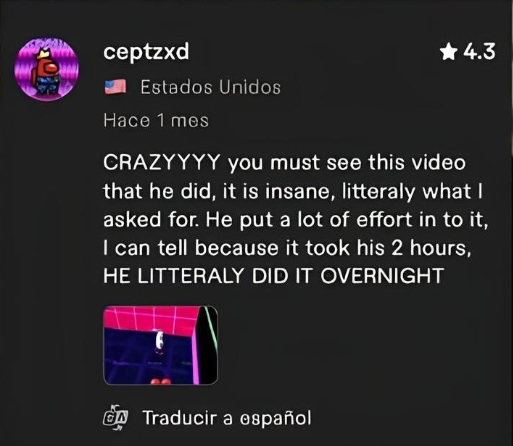 ceptzxd
★ 4.3
Estados Unidos
Hace 1 mes
CRAZYYYY you must see this video
that he did, it is insane, litteraly what I
asked for. He put a lot of effort in to it,
I can tell because it took his 2 hours,
HE LITTERALY DID IT OVERNIGHT
Traducir a español